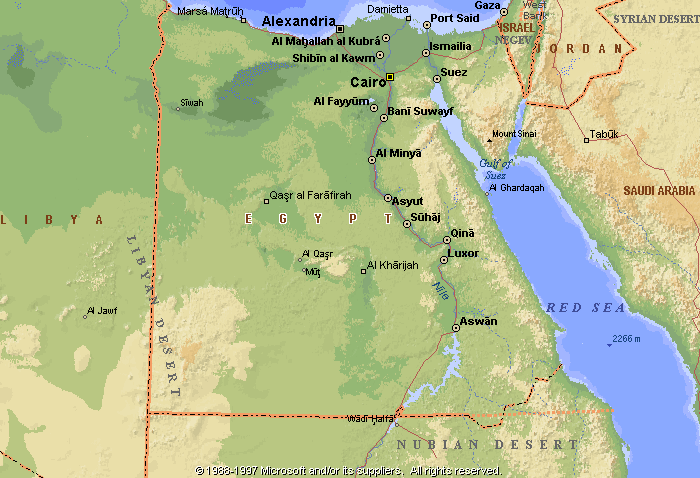 Gaza
West
Bank
Marsá Maţrūḩ
Damietta
Alexandria
Port Said
SYRIAN DESERT
ISRAEL
NEGEV
JORDAN
Al Maḩallah al Kubrá
Ismailia
Shibīn al Kawm
Suez
Cairo
Sīwah
Al Fayyūm
Banī Suwayf
Mount Sinai
Tabūk
Al Minyā
Gulf of
Suez
Al Ghardaqah
SAUDI ARABIA
Qaşr al Farāfirah
Asyut
LIBYA
EGYPT
Sūhāj
Qinā
Al Qaşr
Luxor
Mūţ
Al Khārijah
LIBYAN DESERT
Nile
Al Jawf
RED SEA
Aswān
2266 m
Wādī Ḩalfā'
NUBIAN DESERT
© 1988-1997 Microsoft and/or its suppliers. All rights reserved.